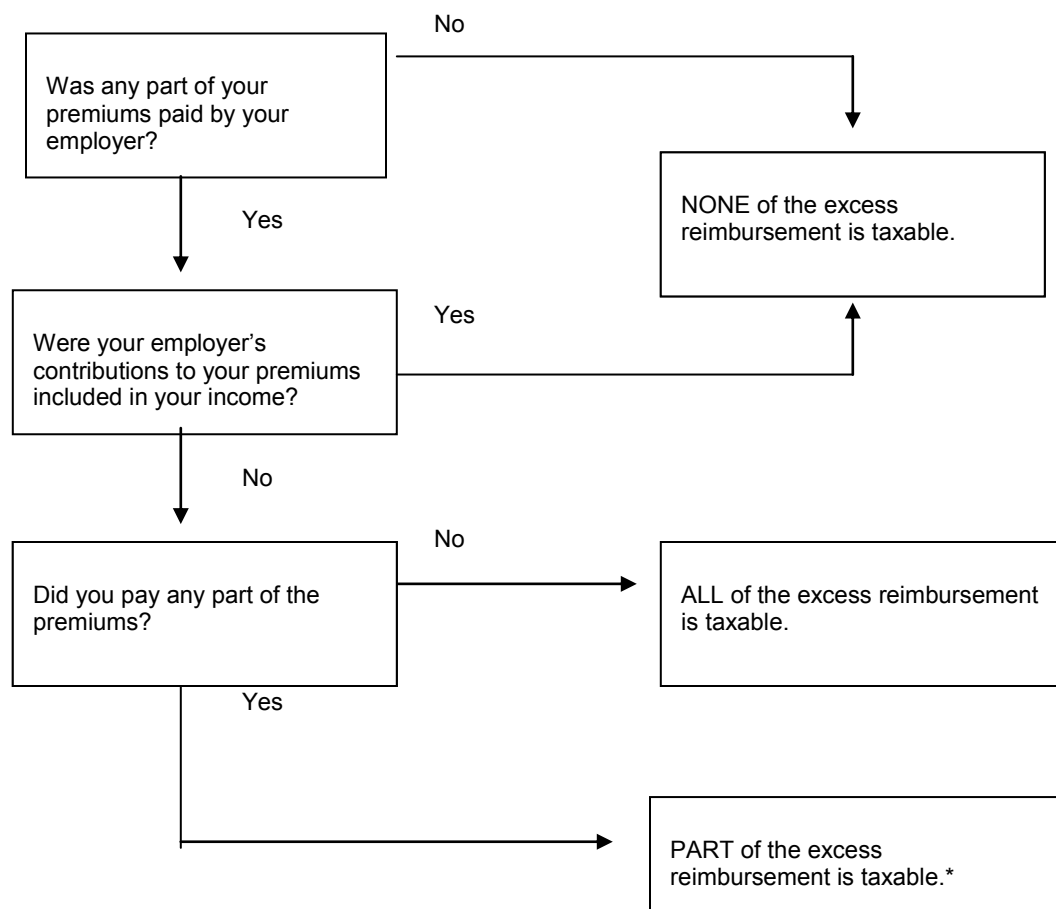 No
Was any part of your
premiums paid by your
employer?
NONE of the excess
reimbursement is taxable.
Yes
Yes
Were your employer’s
contributions to your premiums
included in your income?
No
No
Did you pay any part of the
premiums?
ALL of the excess reimbursement
is taxable.
Yes
PART of the excess
reimbursement is taxable.*